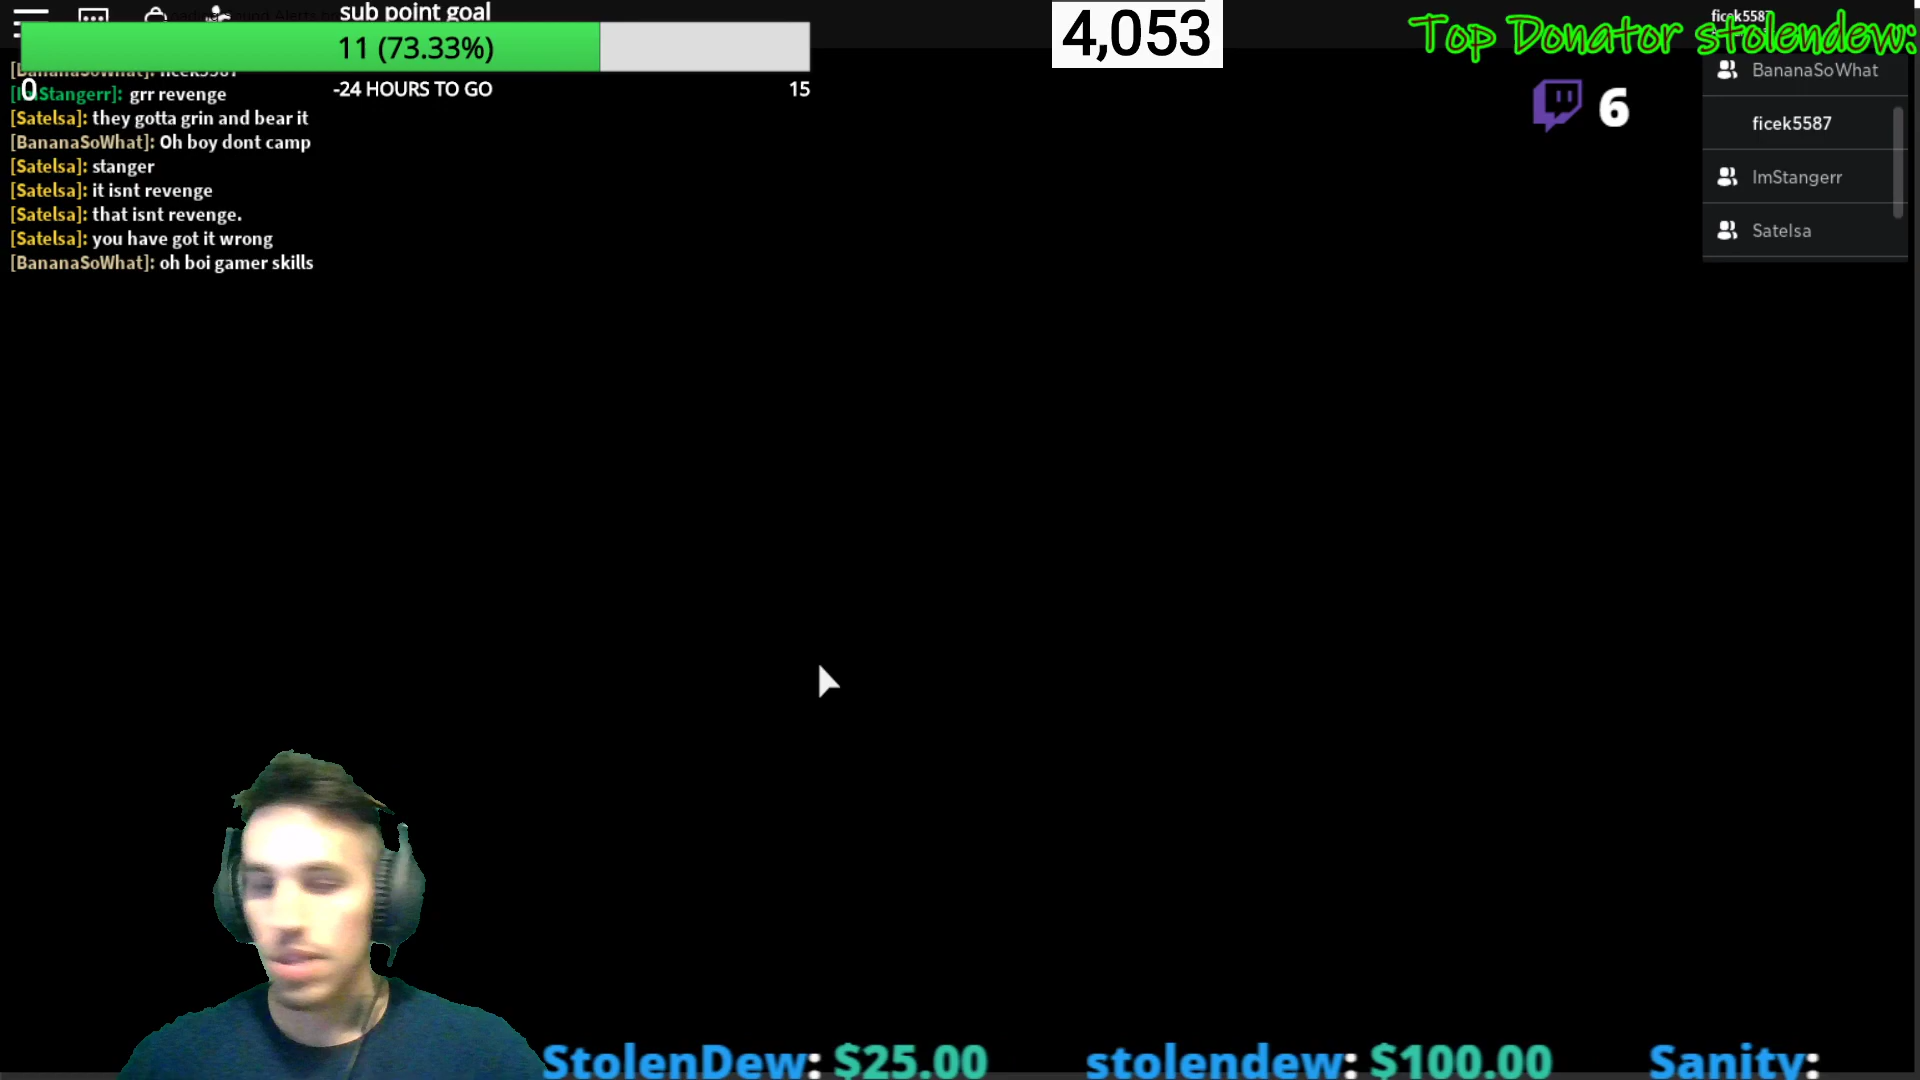 sub point goal
11 (73.33%)
0
-24 HOURS TO GO
15
4,053
ficek5587
Top Donator stolendew:
6
BananaSoWhat
ficek5587
ImStangerr
Satelsa
[BananaSoWhat]: ficek5587
[ImStangerr]: grr revenge
[Satelsa]: they gotta grin and bear it
[BananaSoWhat]: Oh boy dont camp
[Satelsa]: stanger
[Satelsa]: it isnt revenge
[Satelsa]: that isnt revenge.
[Satelsa]: you have got it wrong
[BananaSoWhat]: oh boi gamer skills
StolenDew: $25.00 stolendew: $100.00 Sanity: